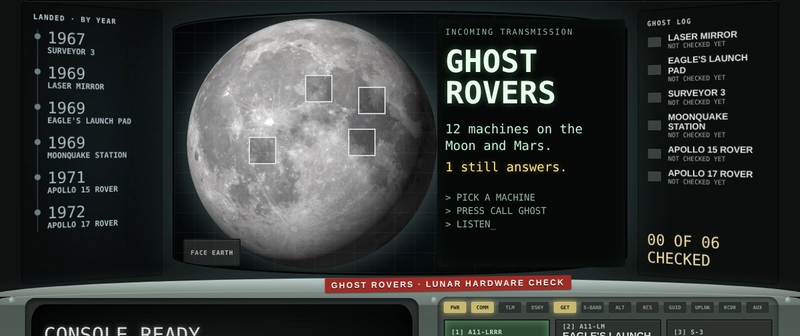 LANDED · BY YEAR
1967
SURVEYOR 3
1969
LASER MIRROR
1969
EAGLE'S LAUNCH PAD
1969
MOONQUAKE STATION
1971
APOLLO 15 ROVER
1972
APOLLO 17 ROVER
FACE EARTH
INCOMING TRANSMISSION
GHOST
ROVERS
12 machines on the
Moon and Mars.
1 still answers.
> PICK A MACHINE
> PRESS CALL GHOST
> LISTEN_
GHOST LOG
LASER MIRROR
NOT CHECKED YET
EAGLE'S LAUNCH
PAD
NOT CHECKED YET
SURVEYOR 3
NOT CHECKED YET
MOONQUAKE
STATION
NOT CHECKED YET
APOLLO 15 ROVER
NOT CHECKED YET
APOLLO 17 ROVER
NOT CHECKED YET
00 OF 06
CHECKED
GHOST ROVERS · LUNAR HARDWARE CHECK
PWR COMM TLM DSKY GET S-BAND ALT RCS GUID UPLNK RCDR AUX
CONSOLE READY
[1] A11-LRRR
[2] A11-LM
EAGLE'S LAUNCH
[3] S-3